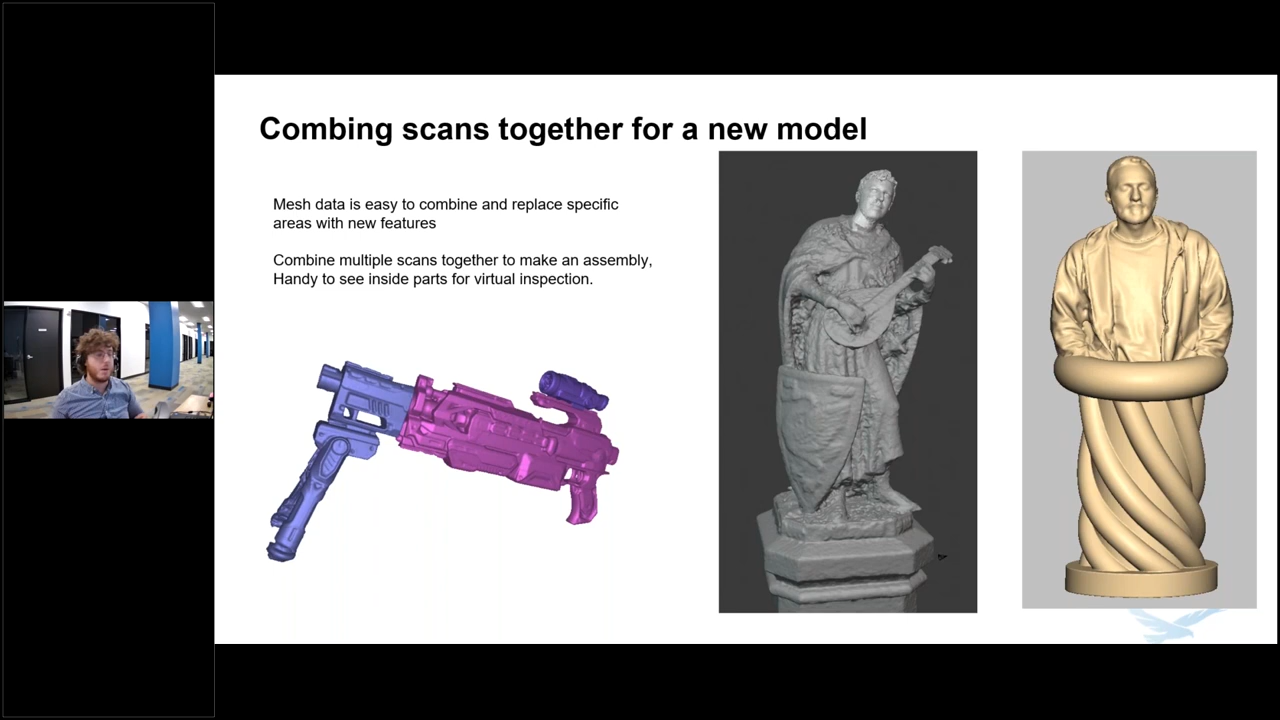 Combing scans together for a new model
Mesh data is easy to combine and replace specific
areas with new features
Combine multiple scans together to make an assembly,
Handy to see inside parts for virtual inspection.